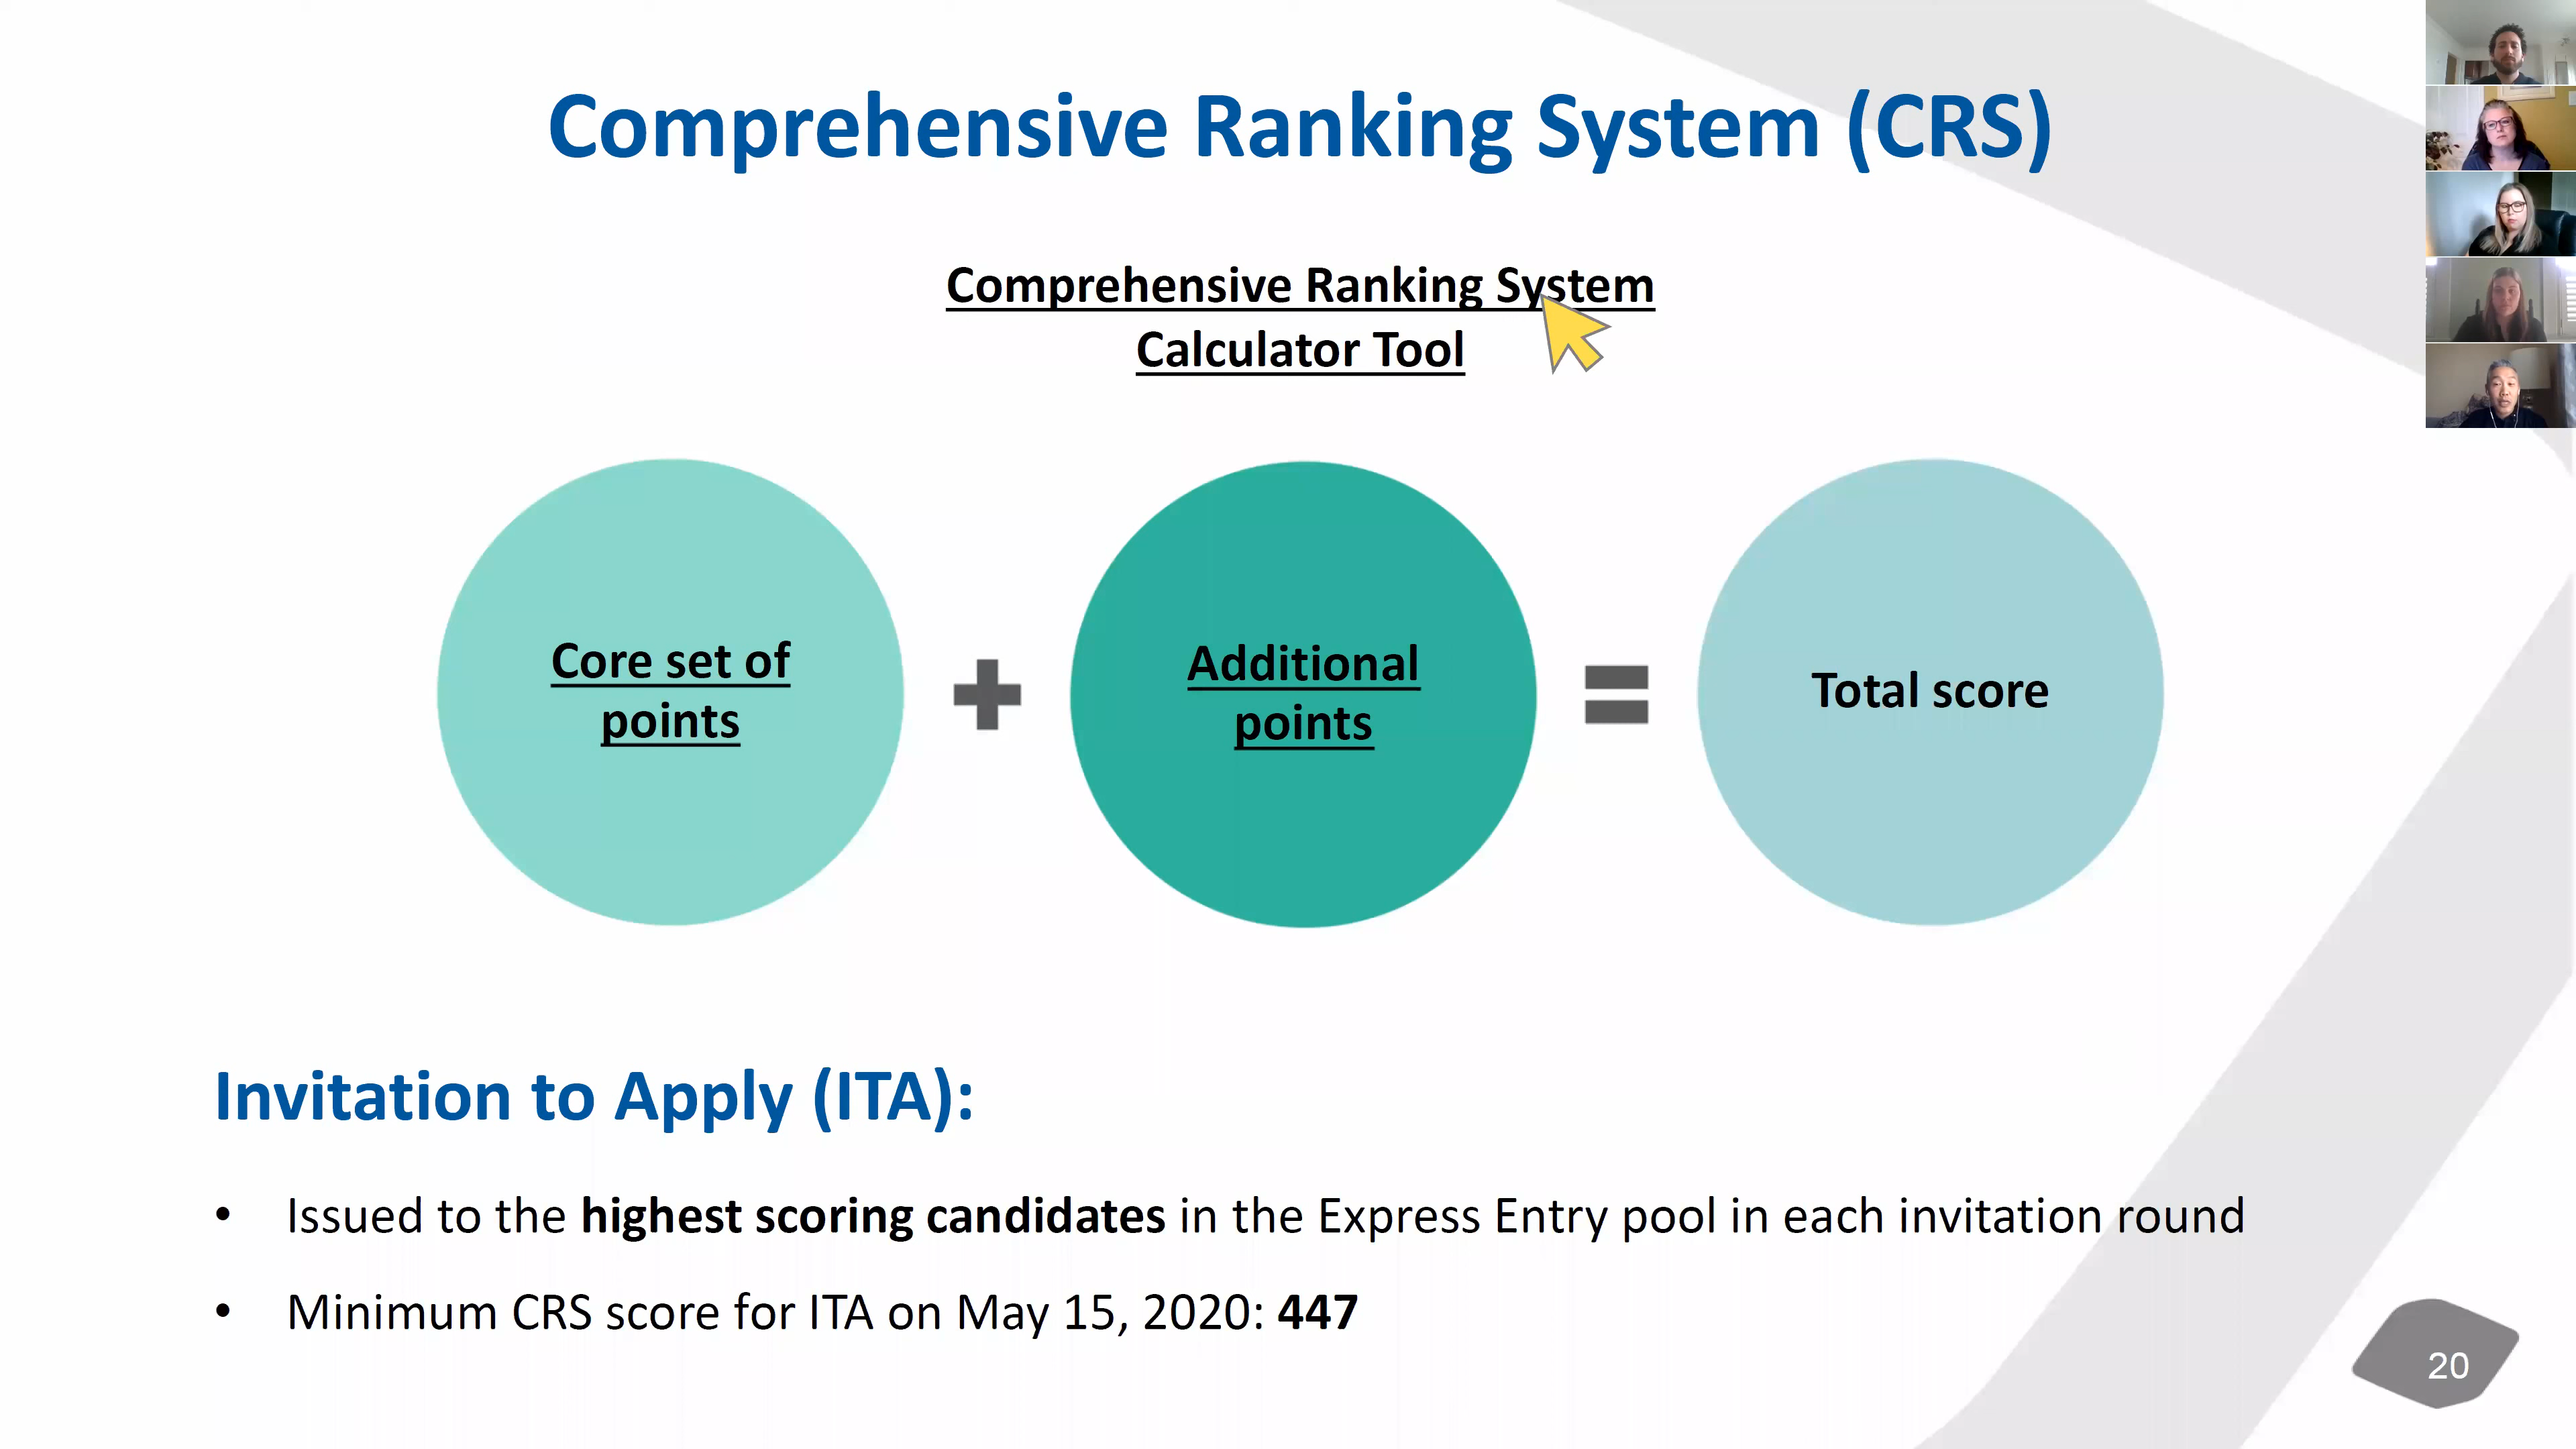 Comprehensive Ranking System (CRS)
Comprehensive Ranking System
Calculator Tool
Core set of
points
Additional
points
Total score
Invitation to Apply (ITA):
• Issued to the highest scoring candidates in the Express Entry pool in each invitation round
• Minimum CRS score for ITA on May 15, 2020: 447
20